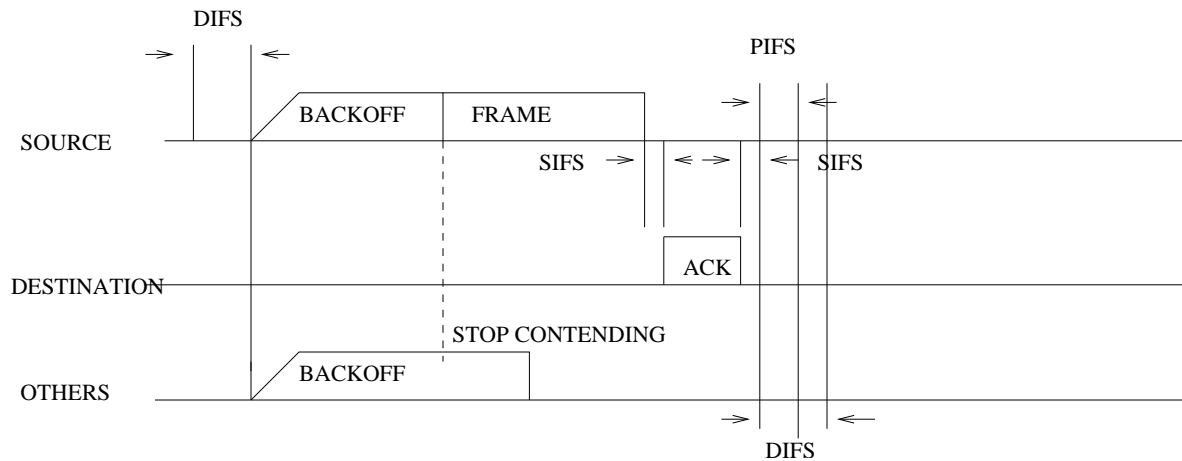 DIFS
PIFS
BACKOFF FRAME
SOURCE
SIFS SIFS
ACK
DESTINATION
STOP CONTENDING
BACKOFF
OTHERS
DIFS